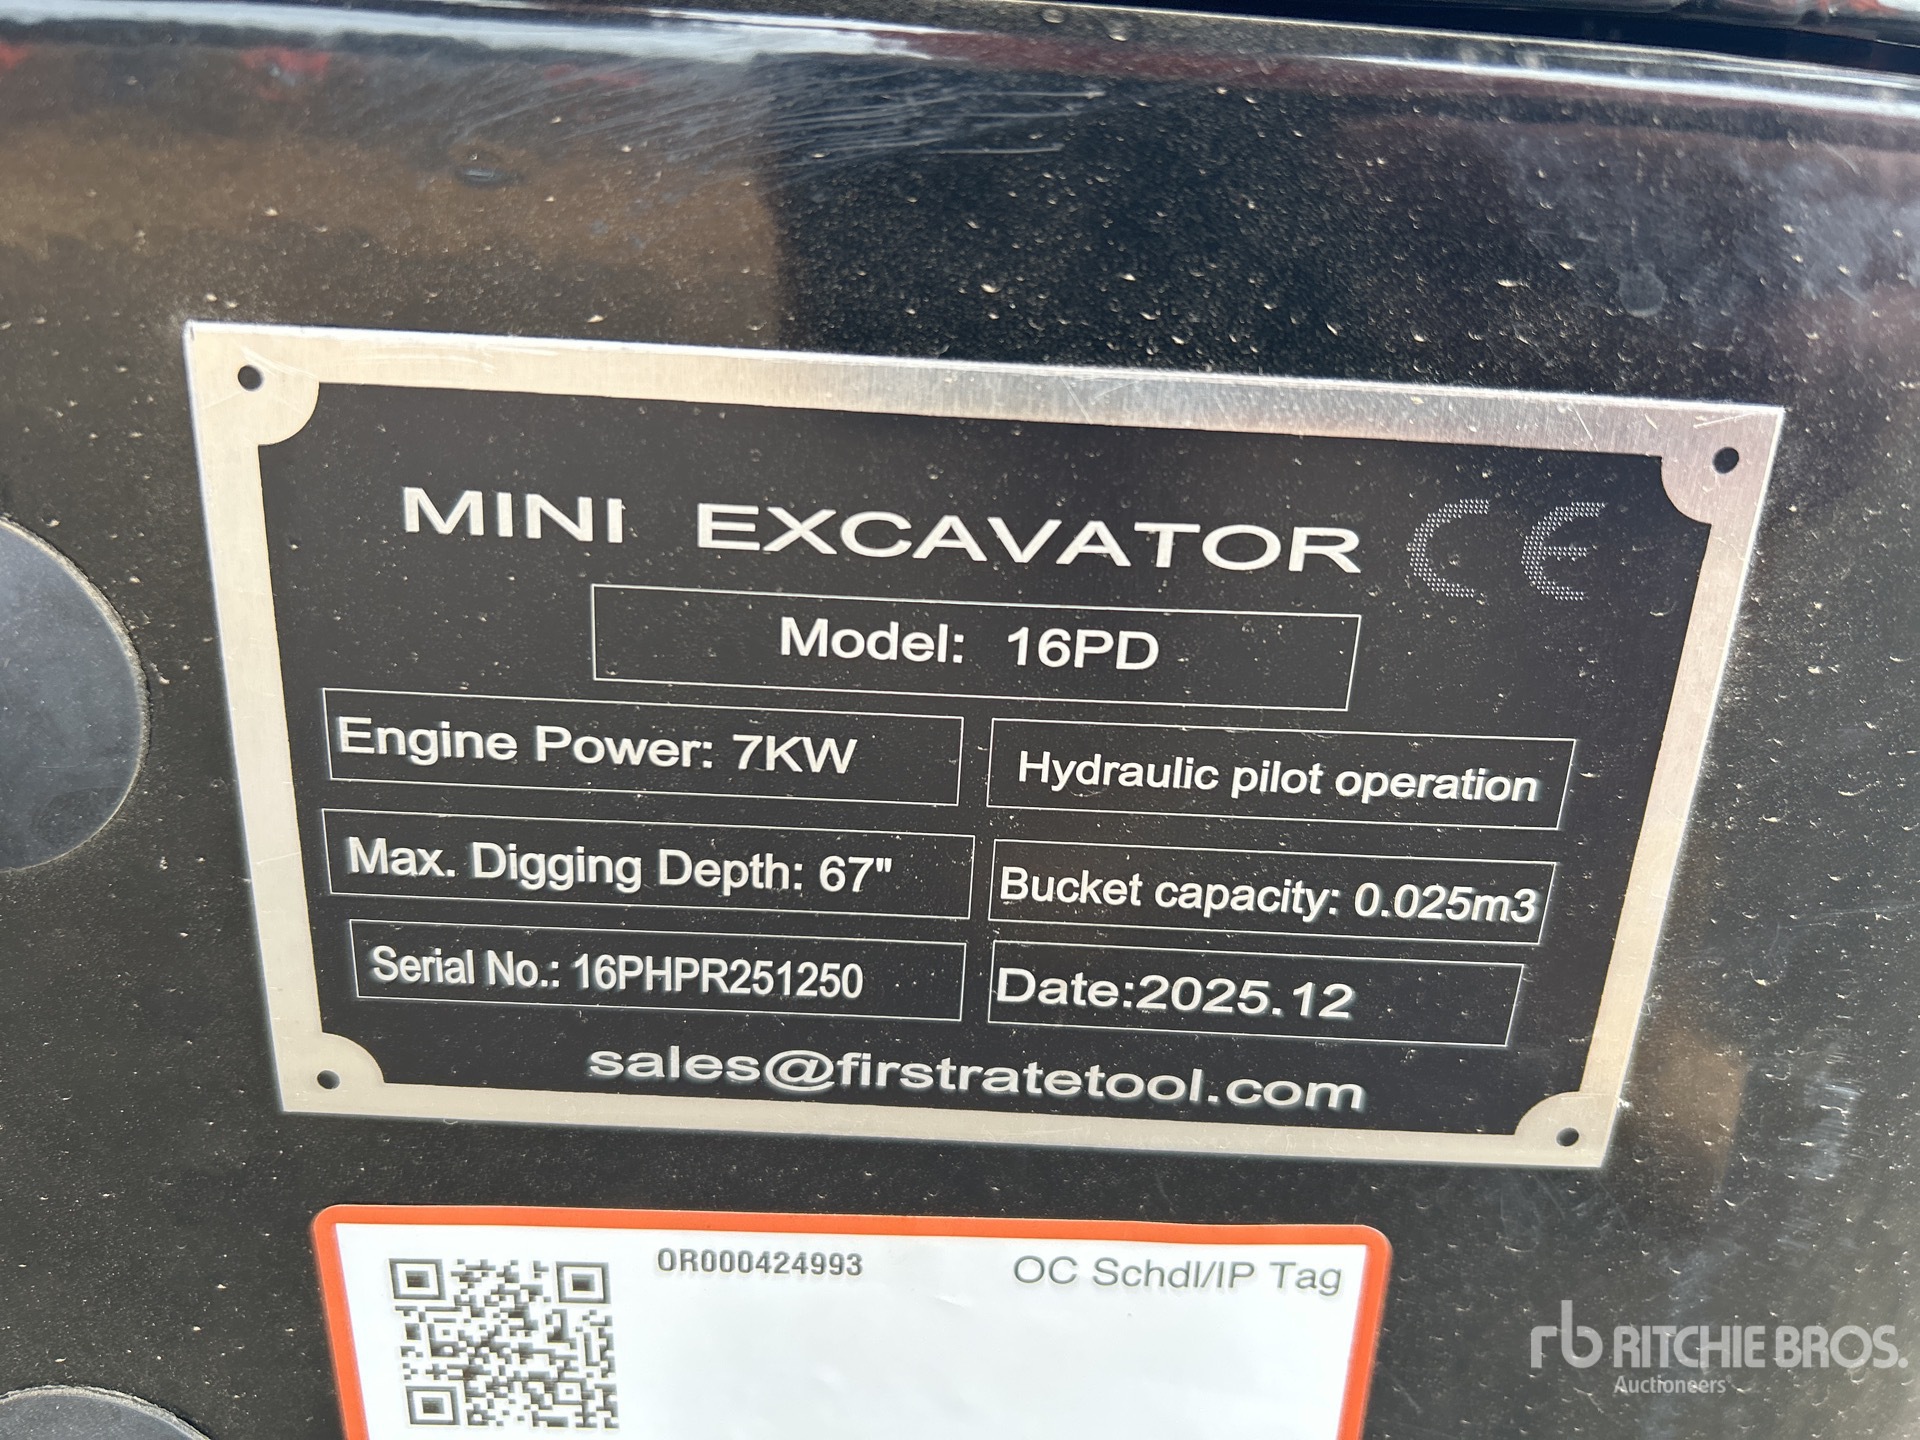 MINI EXCAVATOR CE
Model: 16PD
Engine Power: 7KW
Hydraulic pilot operation
Max. Digging Depth: 67"
Bucket capacity: 0.025m3
Serial No.: 16PHPR251250
Date:2025.12
sales@firstratetool.com
OR000424993
OC Schdl/IP Tag
rb RITCHIE BROS.
Auctioneers